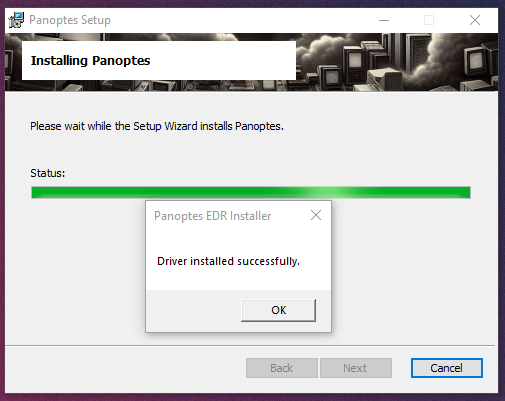 Panoptes Setup
Installing Panoptes
Please wait while the Setup Wizard installs Panoptes.
Status:
Panoptes EDR Installer
Driver installed successfully.
OK
Back Next Cancel